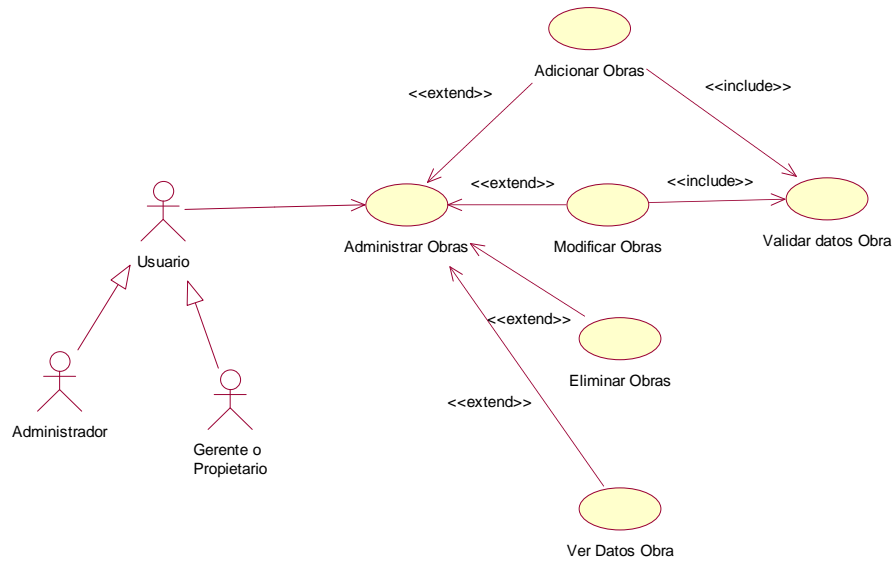 Adicionar Obras
<<extend>>
<<include>>
<<extend>>
<<include>>
Administrar Obras
Modificar Obras
Validar datos Obra
Usuario
<<extend>>
Eliminar Obras
<<extend>>
Administrador
Gerente o
Propietario
Ver Datos Obra